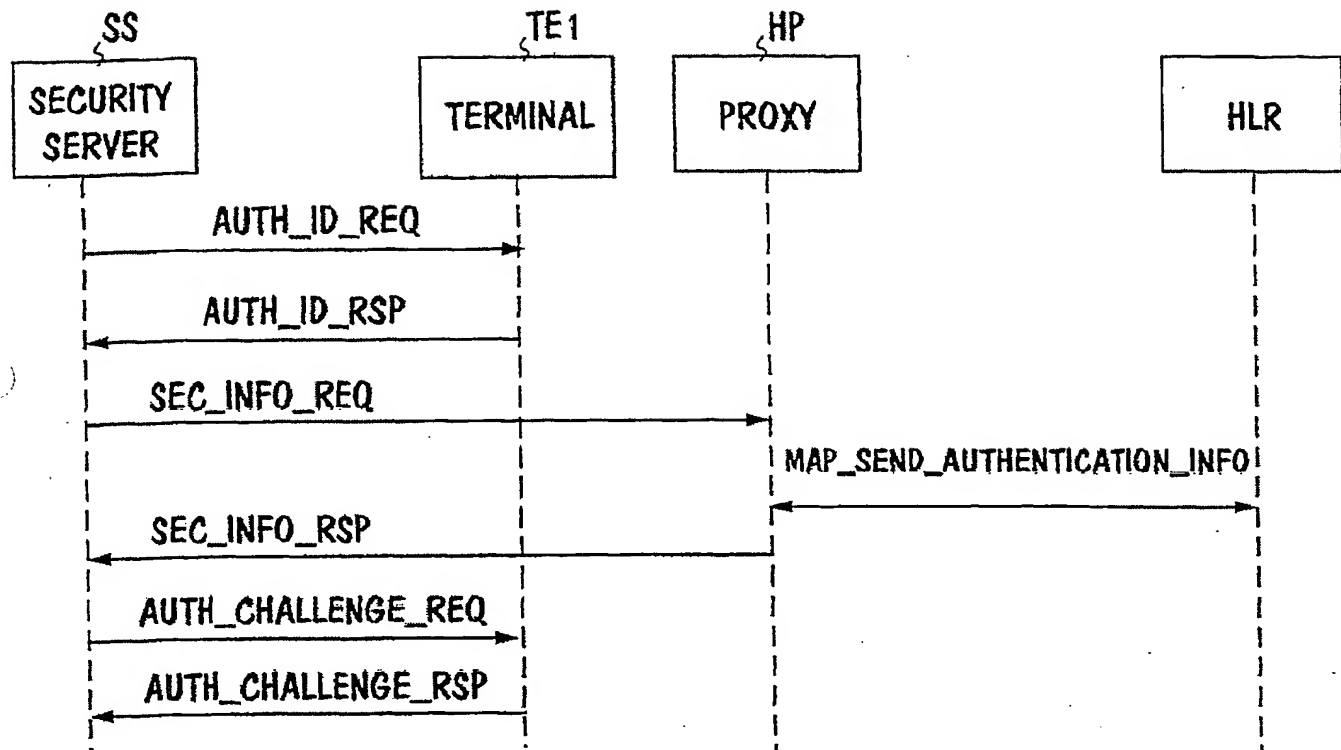 SS
TE1
HP
SECURITY
SERVER
TERMINAL
PROXY
HLR
AUTH_ID_REQ
AUTH_ID_RSP
SEC_INFO_REQ
MAP_SEND_AUTHENTICATION_INFO
SEC_INFO_RSP
AUTH_CHALLENGE_REQ
AUTH_CHALLENGE_RSP